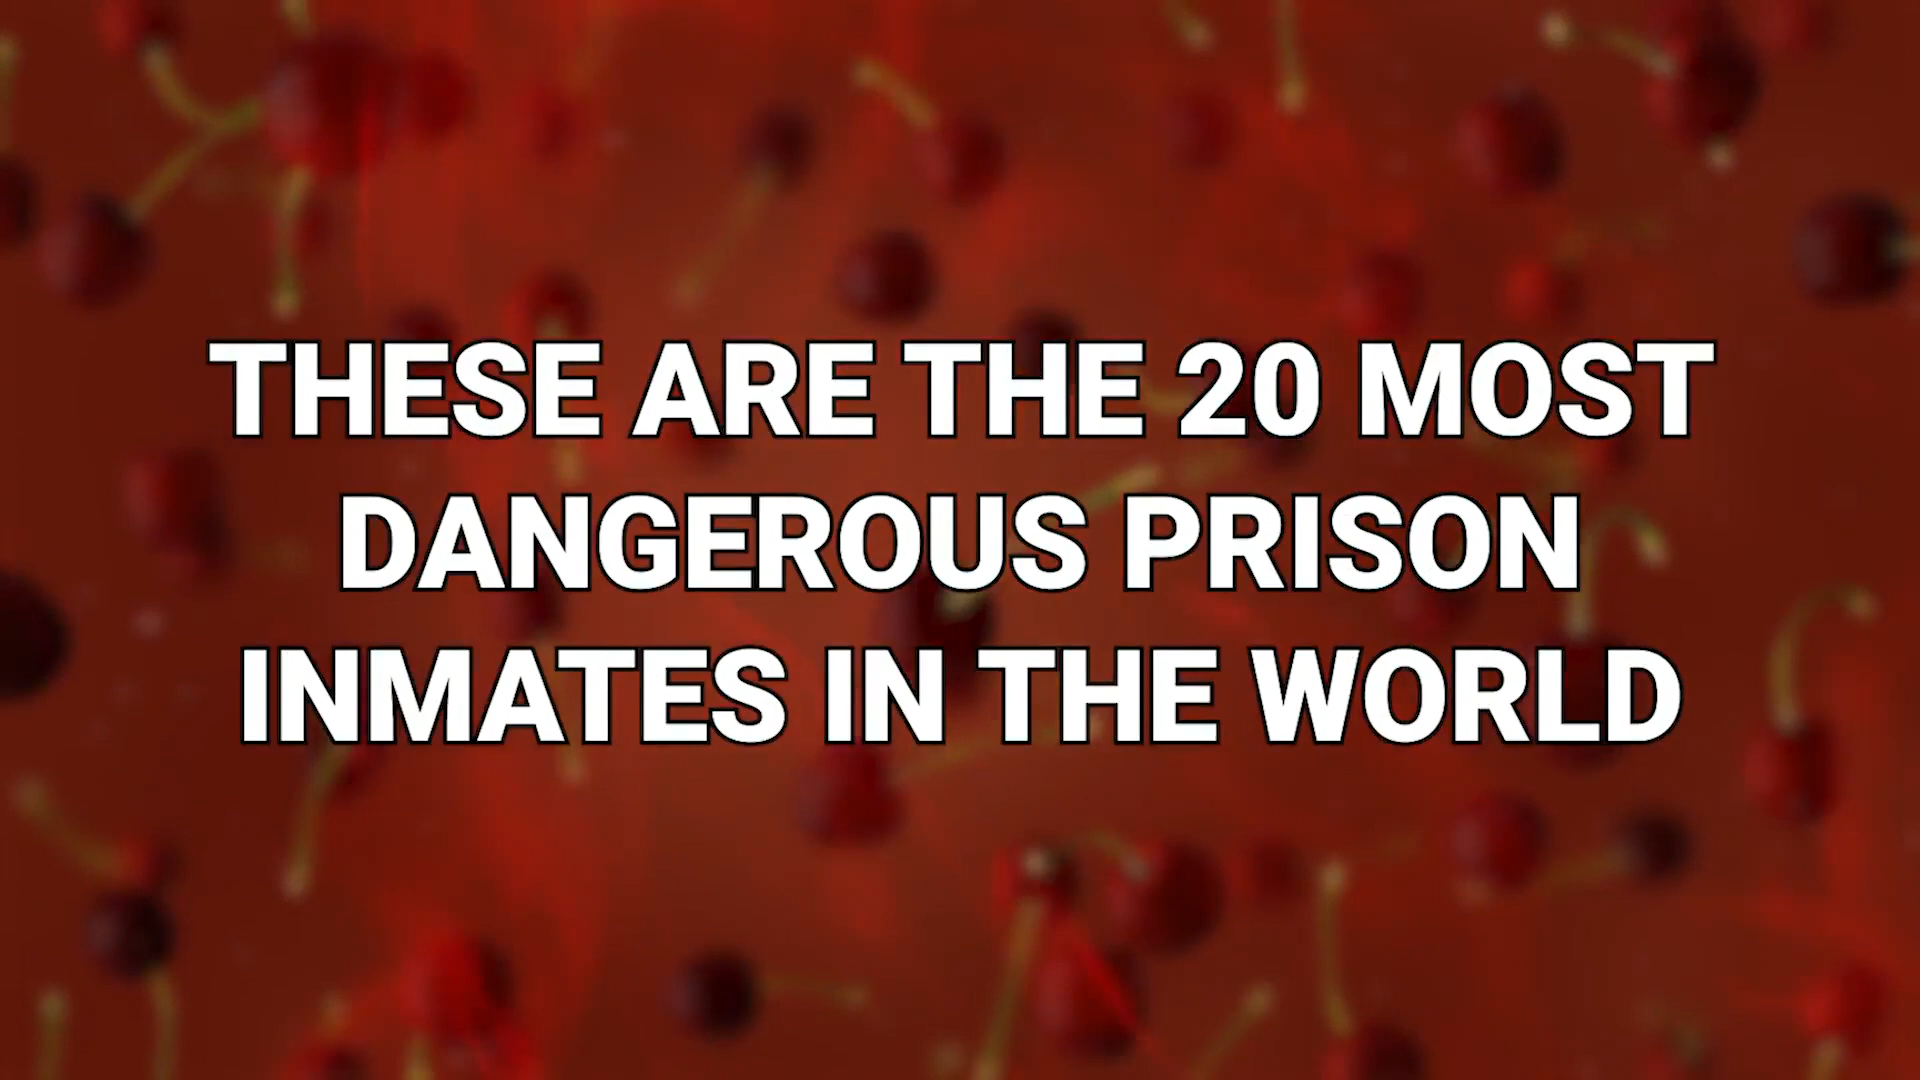 THESE ARE THE 20 MOST
DANGEROUS PRISON
INMATES IN THE WORLD